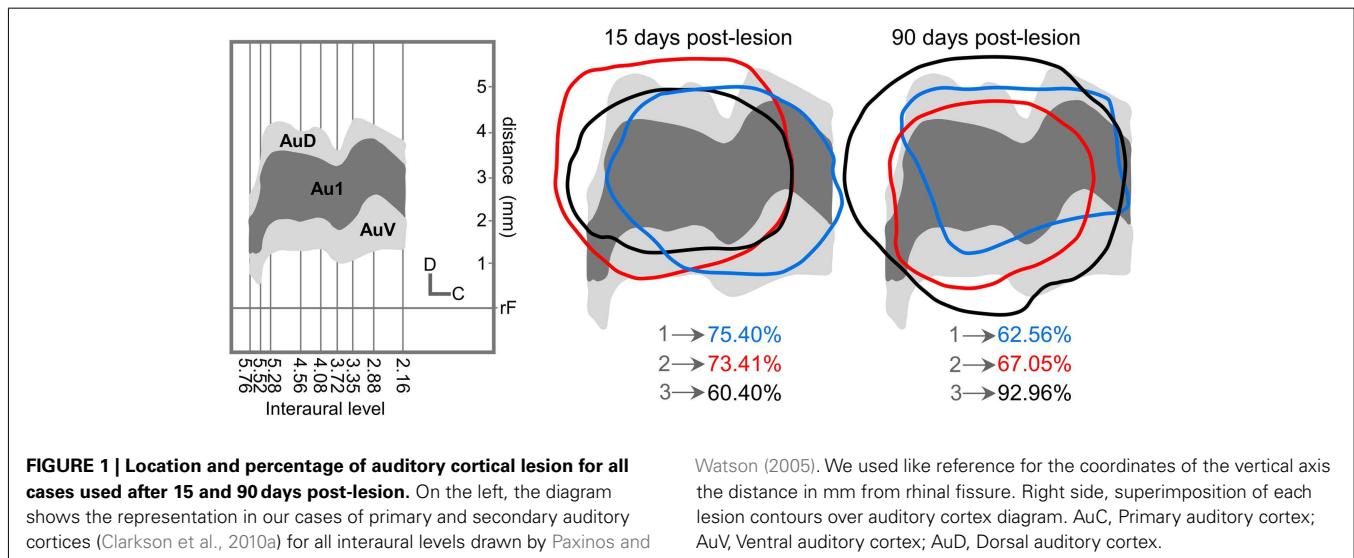 15 days post-lesion
90 days post-lesion
5
4
3
2
1
rF
distance (mm)
AuD
Au1
AuV
D
C
5.76
5.52
5.28
4.56
4.08
3.72
3.35
2.88
2.16
Interaural level
1 → 75.40%
2 → 73.41%
3 → 60.40%
1 → 62.56%
2 → 67.05%
3 → 92.96%
FIGURE 1 | Location and percentage of auditory cortical lesion for all
cases used after 15 and 90 days post-lesion. On the left, the diagram
shows the representation in our cases of primary and secondary auditory
cortices (Clarkson et al., 2010a) for all interaural levels drawn by Paxinos and
Watson (2005). We used like reference for the coordinates of the vertical axis
the distance in mm from rhinal fissure. Right side, superimposition of each
lesion contours over auditory cortex diagram. AuC, Primary auditory cortex;
AuV, Ventral auditory cortex; AuD, Dorsal auditory cortex.